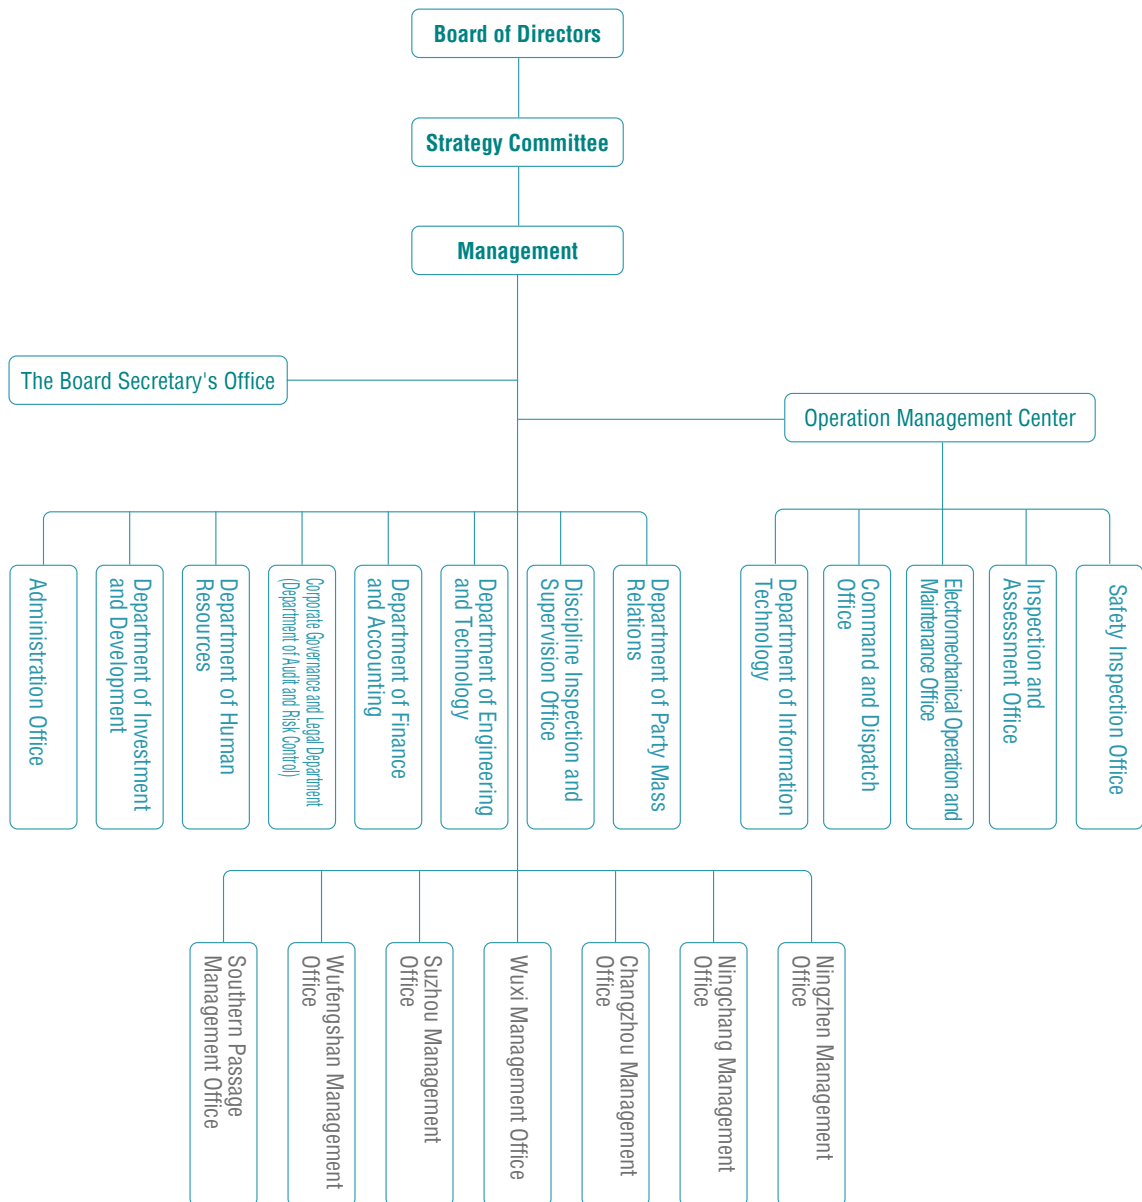 Board of Directors
Strategy Committee
Management
The Board Secretary's Office
Operation Management Center
Administration Office
Department of Investment
and Development
Department of Human
Resources
Corporate Governance and Legal Department
(Department of Audit and Risk Control)
Department of Finance
and Accounting
Department of Engineering
and Technology
Discipline Inspection and
Supervision Office
Department of Party Mass
Relations
Department of Information
Technology
Command and Dispatch
Office
Electromechanical Operation and
Maintenance Office
Inspection and
Assessment Office
Safety Inspection Office
Southern Passage
Management Office
Wufengshan Management
Office
Suzhou Management
Office
Wuxi Management Office
Changzhou Management
Office
Ningchang Management
Office
Ningzhen Management
Office